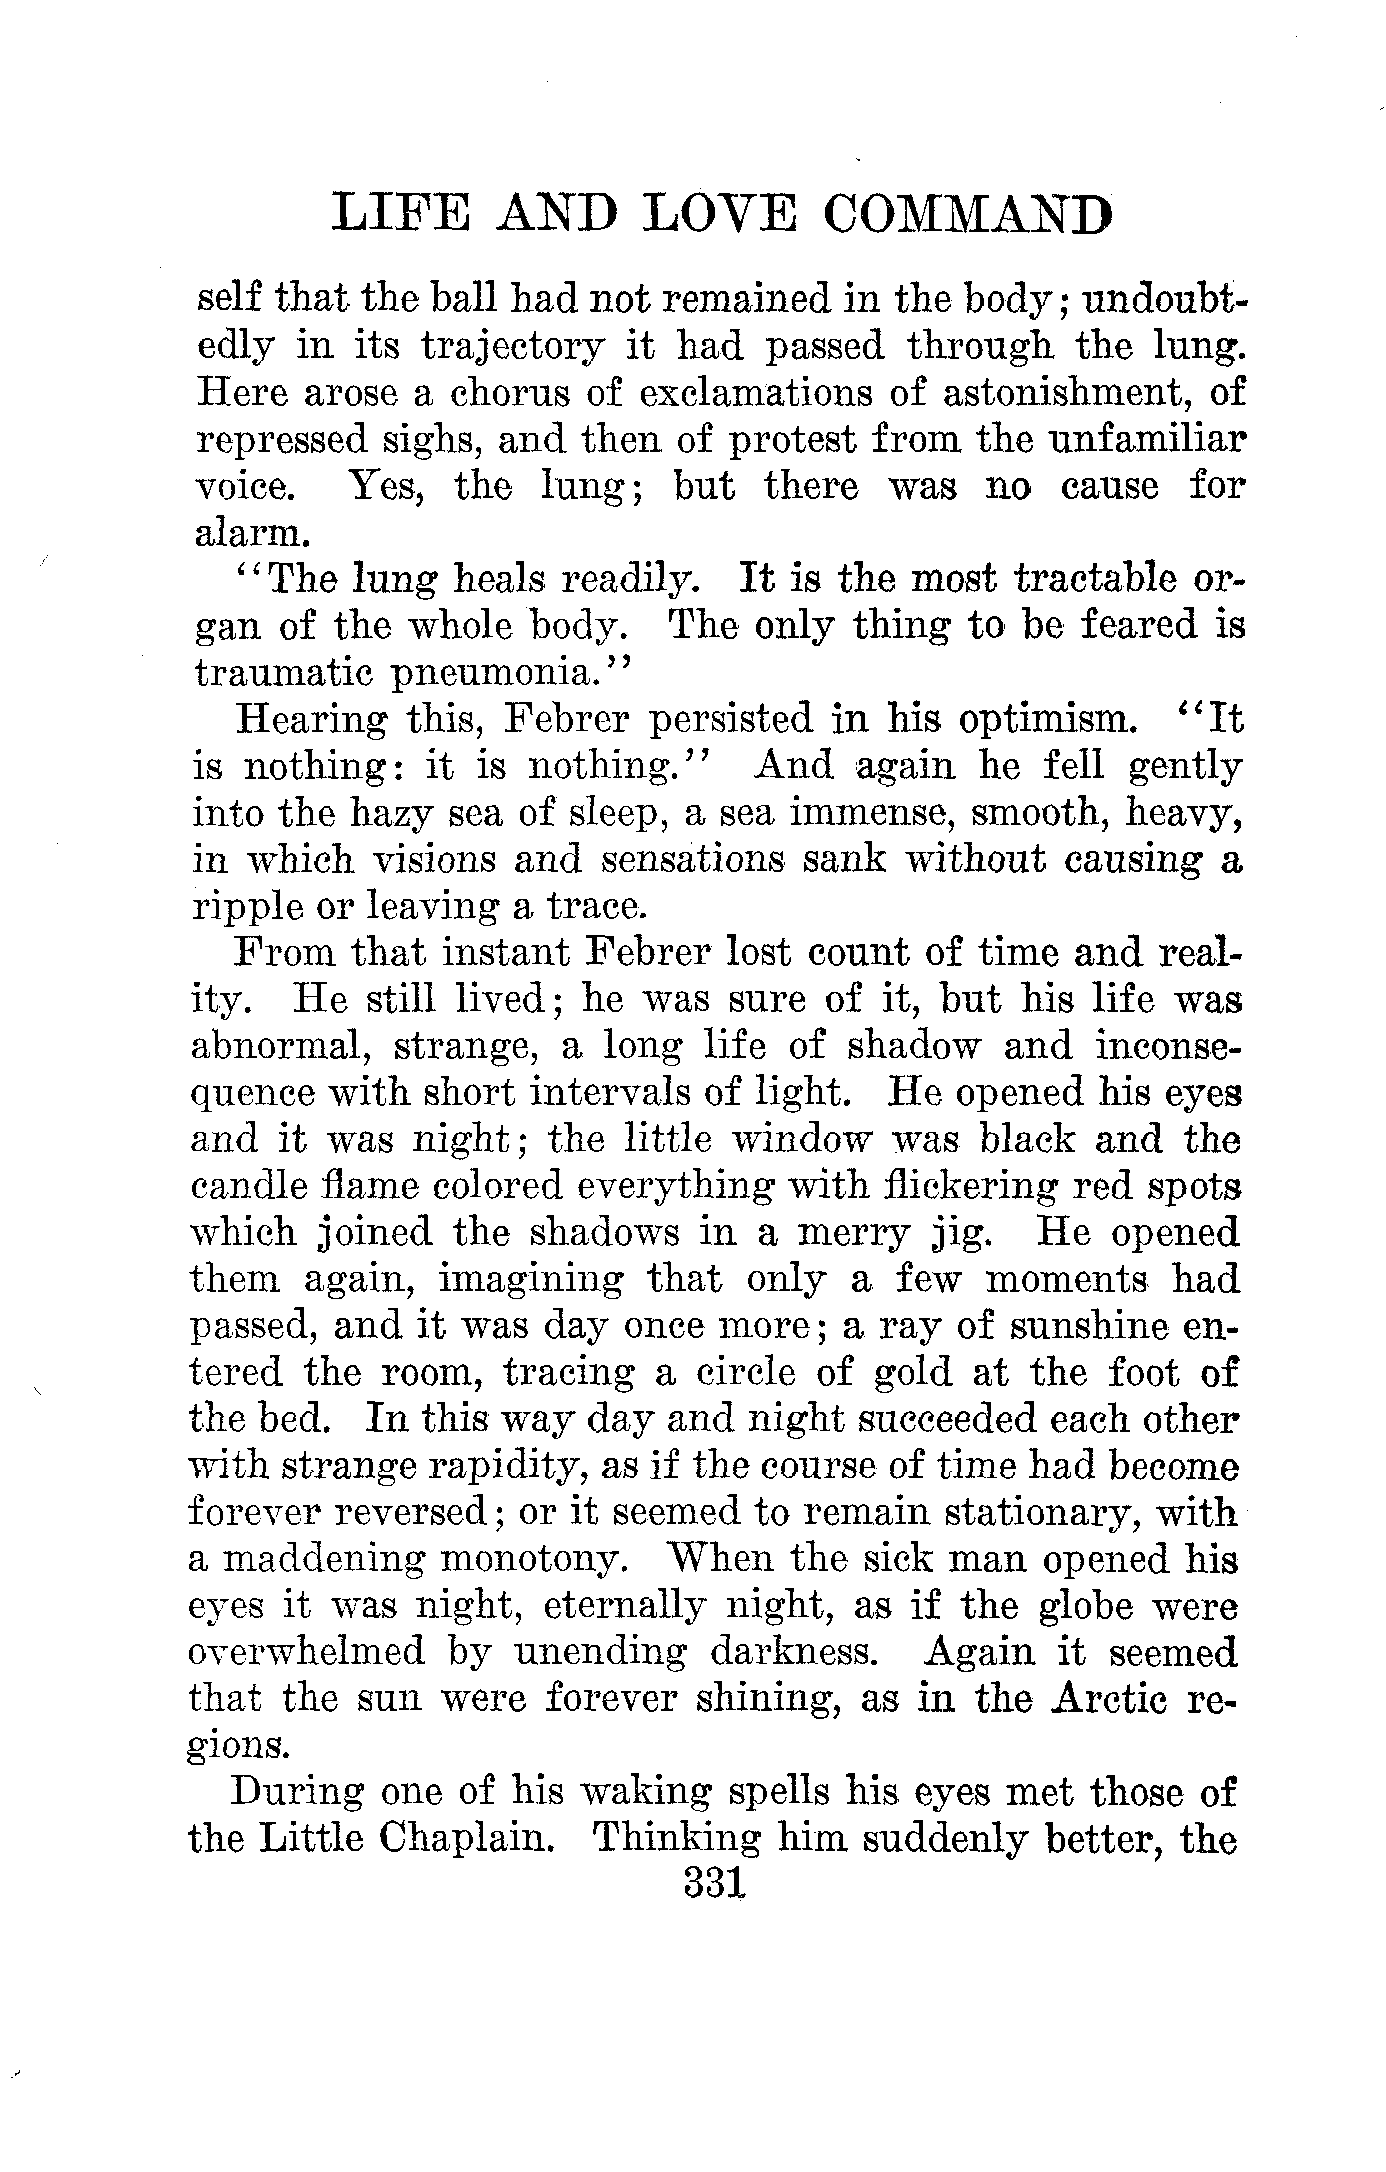 LIFE AND LOVE COMMAND
self that the ball had not remained in the body; undoubt-
edly in its trajectory it had passed through the lung.
Here arose a chorus of exclamations of astonishment, of
repressed sighs, and then of protest from the unfamiliar
voice. Yes, the lung; but there was no cause for
alarm.
"The lung heals readily. It is the most tractable or-
gan of the whole body. The only thing to be feared is
traumatic pneumonia."
Hearing this, Febrer persisted in his optimism. "It
is nothing: it is nothing." And again he fell gently
into the hazy sea of sleep, a sea immense, smooth, heavy,
in which visions and sensations sank without causing a
ripple or leaving a trace.
From that instant Febrer lost count of time and real-
ity. He still lived; he was sure of it, but his life was
abnormal, strange, a long life of shadow and inconse-
quence with short intervals of light. He opened his eyes
and it was night; the little window was black and the
candle flame colored everything with flickering red spots
which joined the shadows in a merry jig. He opened
them again, imagining that only a few moments had
passed, and it was day once more; a ray of sunshine en-
tered the room, tracing a circle of gold at the foot of
the bed. In this way day and night succeeded each other
with strange rapidity, as if the course of time had become
forever reversed; or it seemed to remain stationary, with
a maddening monotony. When the sick man opened his
eyes it was night, eternally night, as if the globe were
overwhelmed by unending darkness. Again it seemed
that the sun were forever shining, as in the Arctic re-
gions.
During one of his waking spells his eyes met those of
the Little Chaplain. Thinking him suddenly better, the
331